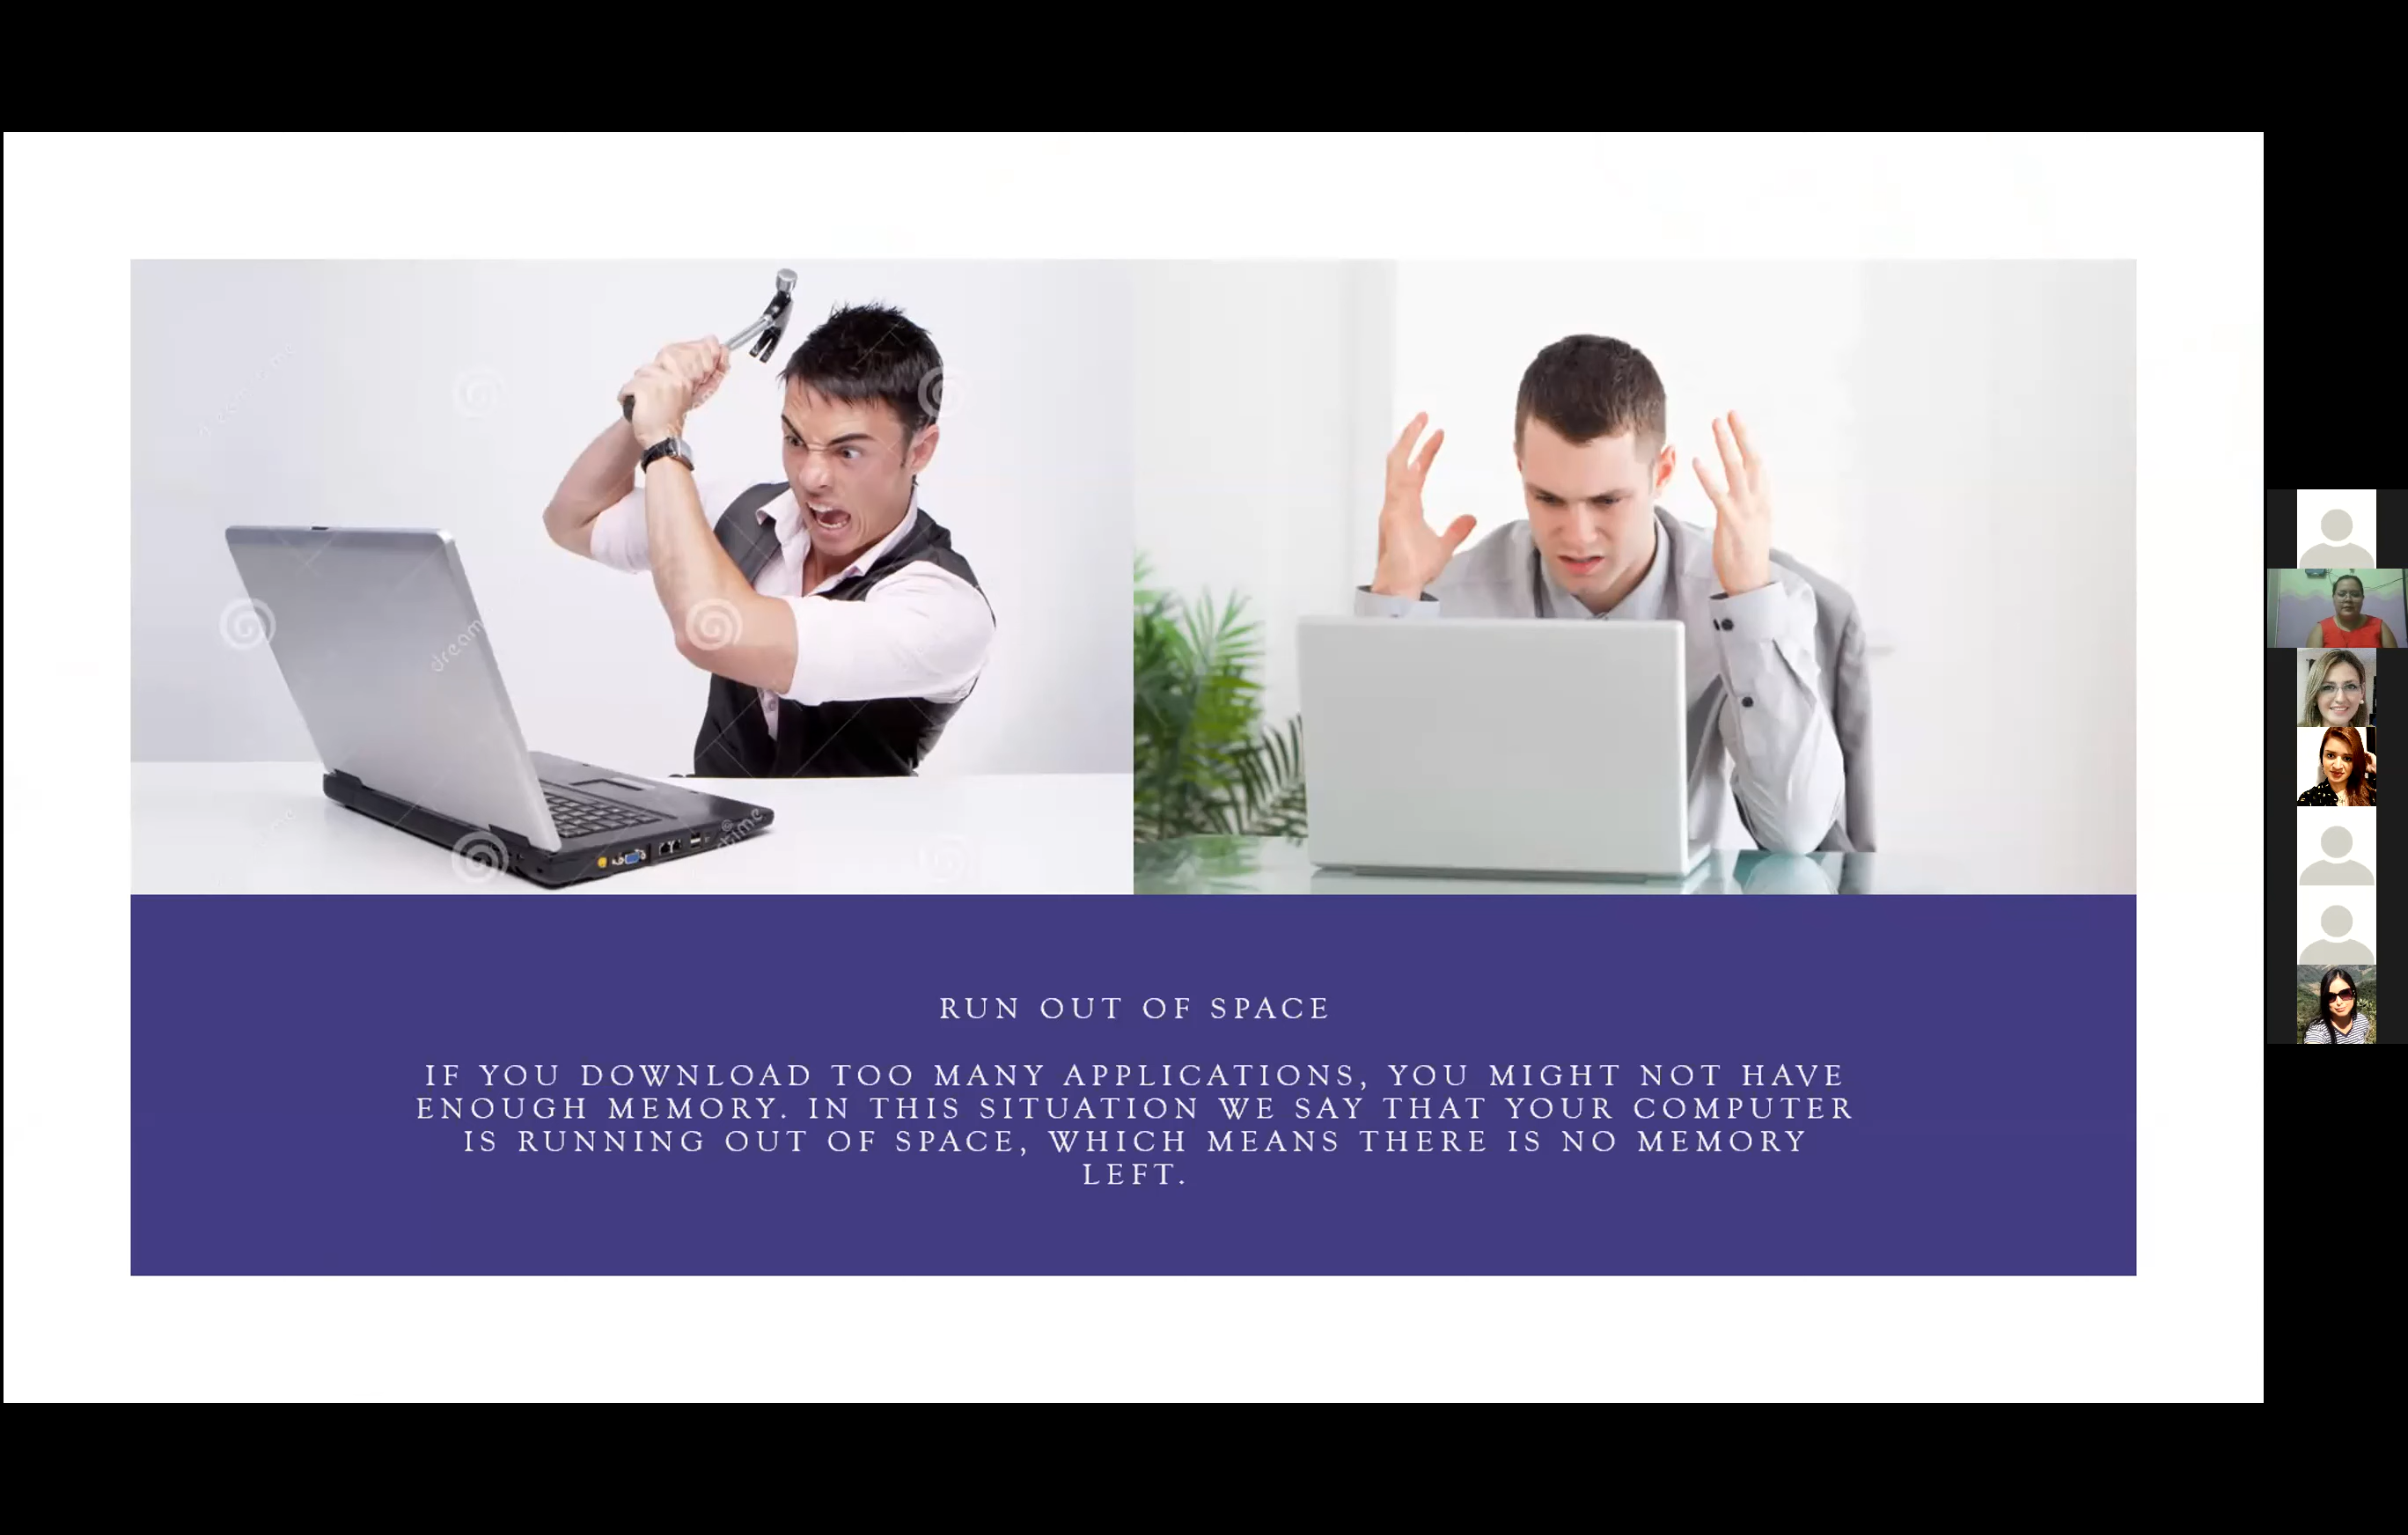 dreamstime
RUN OUT OF SPACE
IF YOU DOWNLOAD TOO MANY APPLICATIONS, YOU MIGHT NOT HAVE
ENOUGH MEMORY. IN THIS SITUATION WE SAY THAT YOUR COMPUTER
IS RUNNING OUT OF SPACE, WHICH MEANS THERE IS NO MEMORY
LEFT.